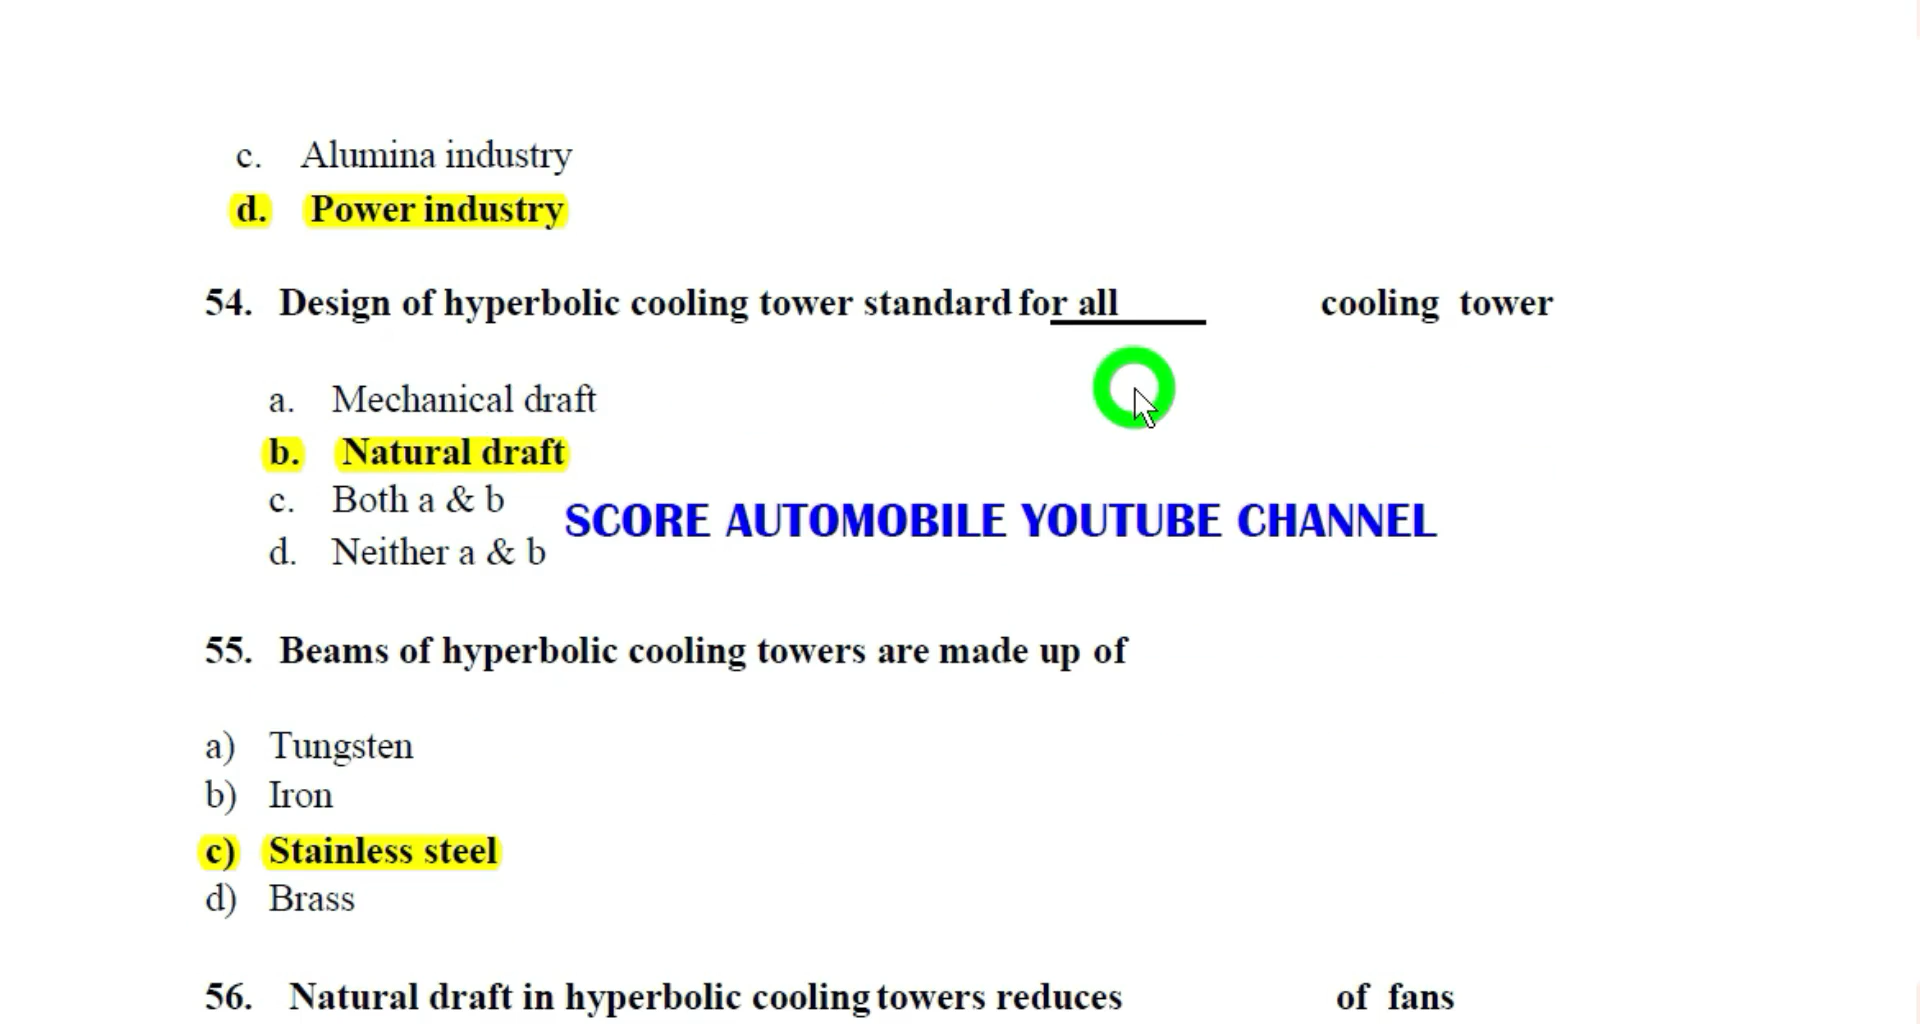 c. Alumina industry
d. Power industry
54. Design of hyperbolic cooling tower standard for all______ cooling tower
a. Mechanical draft
b. Natural draft
c. Both a & b
d. Neither a & b
SCORE AUTOMOBILE YOUTUBE CHANNEL
55. Beams of hyperbolic cooling towers are made up of
a) Tungsten
b) Iron
c) Stainless steel
d) Brass
56. Natural draft in hyperbolic cooling towers reduces of fans